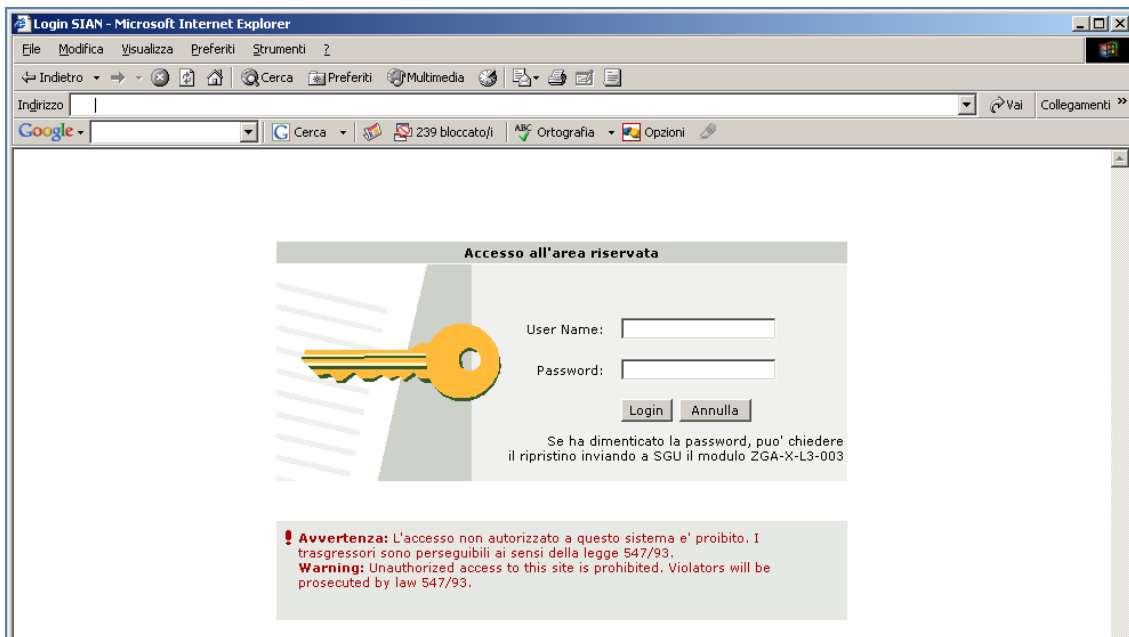 Login SIAN - Microsoft Internet Explorer
File Modifica Visualizza Preferiti Strumenti ?
Indietro Cerca Preferiti Multimedia
Indirizzo Vai Collegamenti »
Google Cerca 239 bloccato/i ABC Ortografia Opzioni
Accesso all'area riservata
User Name:
Password:
Login Annulla
Se ha dimenticato la password, puo' chiedere
il ripristino inviando a SGU il modulo ZGA-X-L3-003
Avvertenza: L'accesso non autorizzato a questo sistema e' proibito. I
trasgressori sono perseguibili ai sensi della legge 547/93.
Warning: Unauthorized access to this site is prohibited. Violators will be
prosecuted by law 547/93.